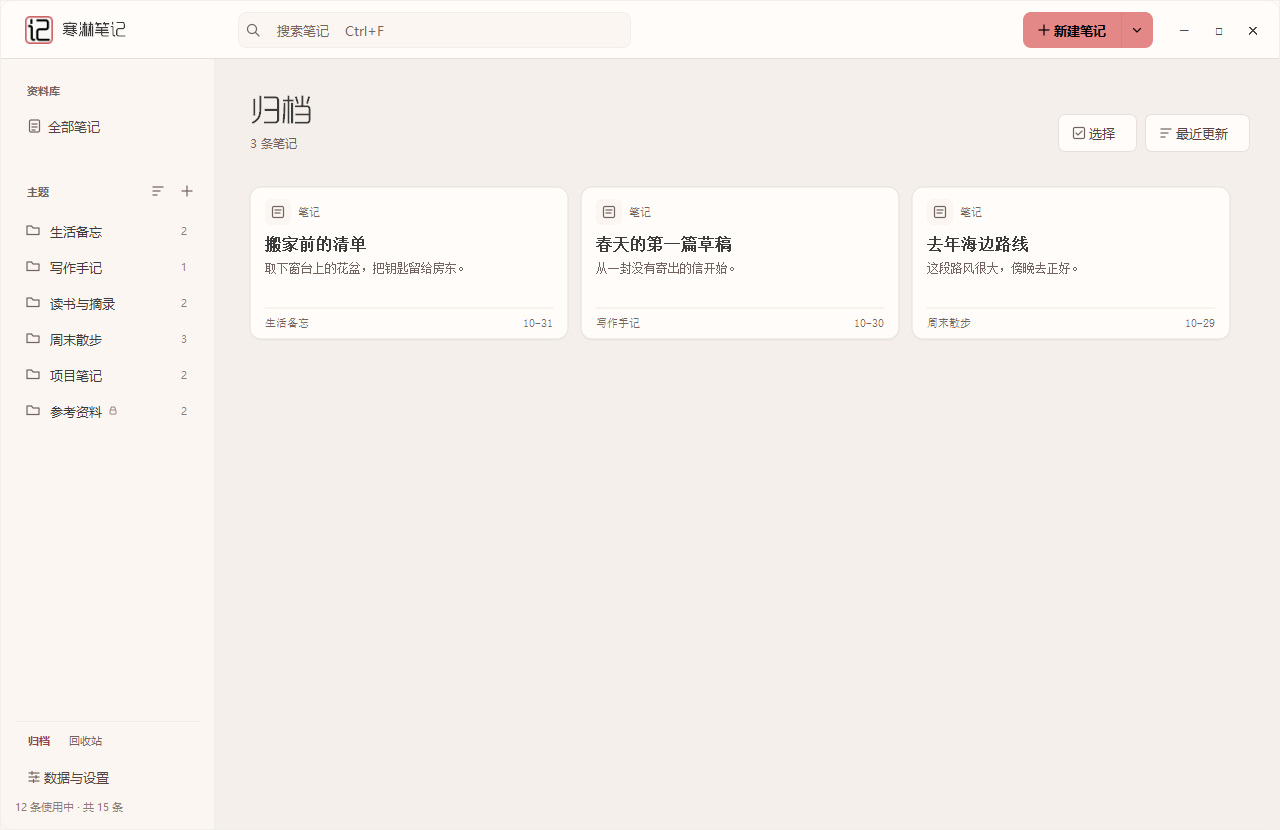 记 寒淋笔记
搜索笔记 Ctrl+F
新建笔记
资料库
全部笔记
主题
生活备忘 2
写作手记 1
读书与摘录 2
周末散步 3
项目笔记 2
参考资料 2
归档 回收站
数据与设置
12 条使用中 · 共 15 条
归档
3 条笔记
选择 最近更新
笔记
搬家前的清单
取下窗台上的花盆，把钥匙留给房东。
生活备忘 10-31
笔记
春天的第一篇草稿
从一封没有寄出的信开始。
写作手记 10-30
笔记
去年海边路线
这段路风很大，傍晚去正好。
周末散步 10-29